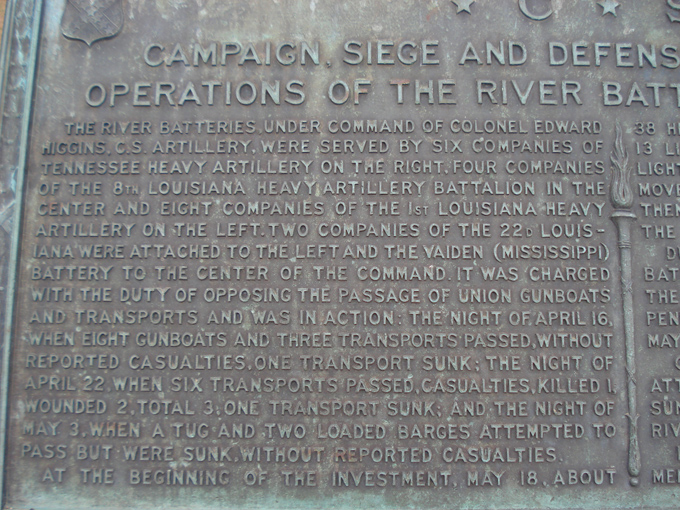 CAMPAIGN, SIEGE AND DEFENS
OPERATIONS OF THE RIVER BATT
THE RIVER BATTERIES, UNDER COMMAND OF COLONEL EDWARD
HIGGINS, C.S. ARTILLERY, WERE SERVED BY SIX COMPANIES OF
TENNESSEE HEAVY ARTILLERY ON THE RIGHT, FOUR COMPANIES
OF THE 8TH LOUISIANA HEAVY ARTILLERY BATTALION IN THE
CENTER AND EIGHT COMPANIES OF THE 1ST LOUISIANA HEAVY
ARTILLERY ON THE LEFT. TWO COMPANIES OF THE 22D LOUIS-
IANA WERE ATTACHED TO THE LEFT AND THE VAIDEN (MISSISSIPPI)
BATTERY TO THE CENTER OF THE COMMAND. IT WAS CHARGED
WITH THE DUTY OF OPPOSING THE PASSAGE OF UNION GUNBOATS
AND TRANSPORTS AND WAS IN ACTION: THE NIGHT OF APRIL 16,
WHEN EIGHT GUNBOATS AND THREE TRANSPORTS PASSED, WITHOUT
REPORTED CASUALTIES, ONE TRANSPORT SUNK; THE NIGHT OF
APRIL 22, WHEN SIX TRANSPORTS PASSED, CASUALTIES, KILLED 1,
WOUNDED 2, TOTAL 3, ONE TRANSPORT SUNK; AND THE NIGHT OF
MAY 3, WHEN A TUG AND TWO LOADED BARGES ATTEMPTED TO
PASS BUT WERE SUNK, WITHOUT REPORTED CASUALTIES.
AT THE BEGINNING OF THE INVESTMENT, MAY 18, ABOUT
38 HE
13 LI
LIGHT
MOVE
THEN
THE
D
BATT
THE
PEN
MAY
ATT
SUN
RIV
MEN